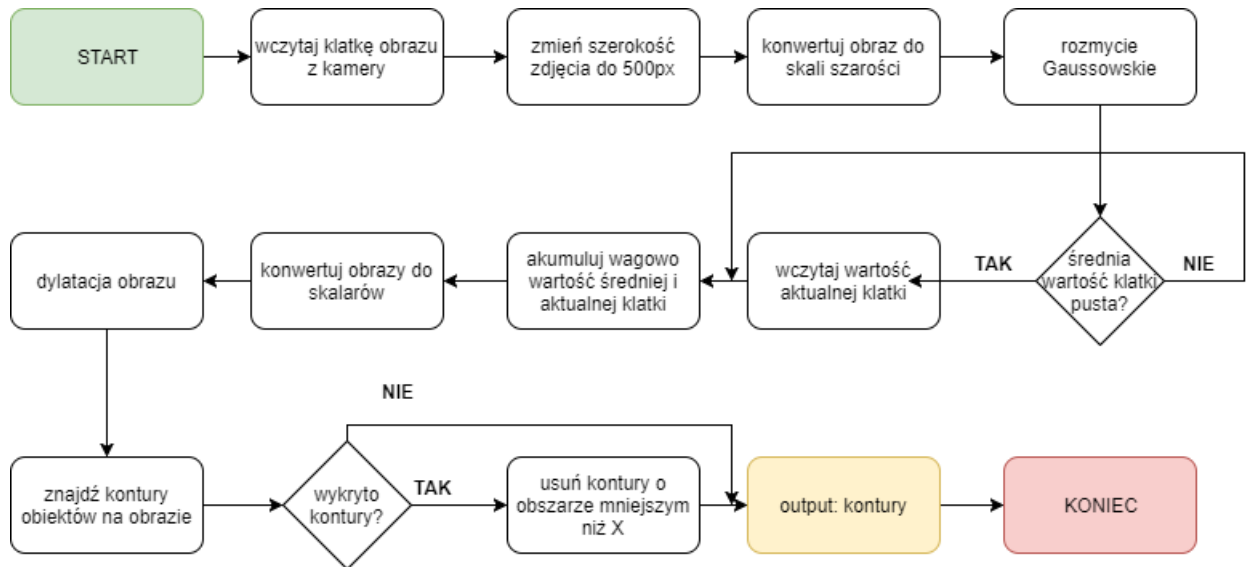 START
wczytaj klatkę obrazu
z kamery
zmień szerokość
zdjęcia do 500px
konwertuj obraz do
skali szarości
rozmycie
Gaussowskie
dylatacja obrazu
konwertuj obrazy do
skalarów
akumuluj wagowo
wartość średniej i
aktualnej klatki
wczytaj wartość
aktualnej klatki
TAK
średnia
wartość klatki
pusta?
NIE
NIE
znajdź kontury
obiektów na obrazie
wykryto
kontury?
TAK
usuń kontury o
obszarze mniejszym
niż X
output: kontury
KONIEC